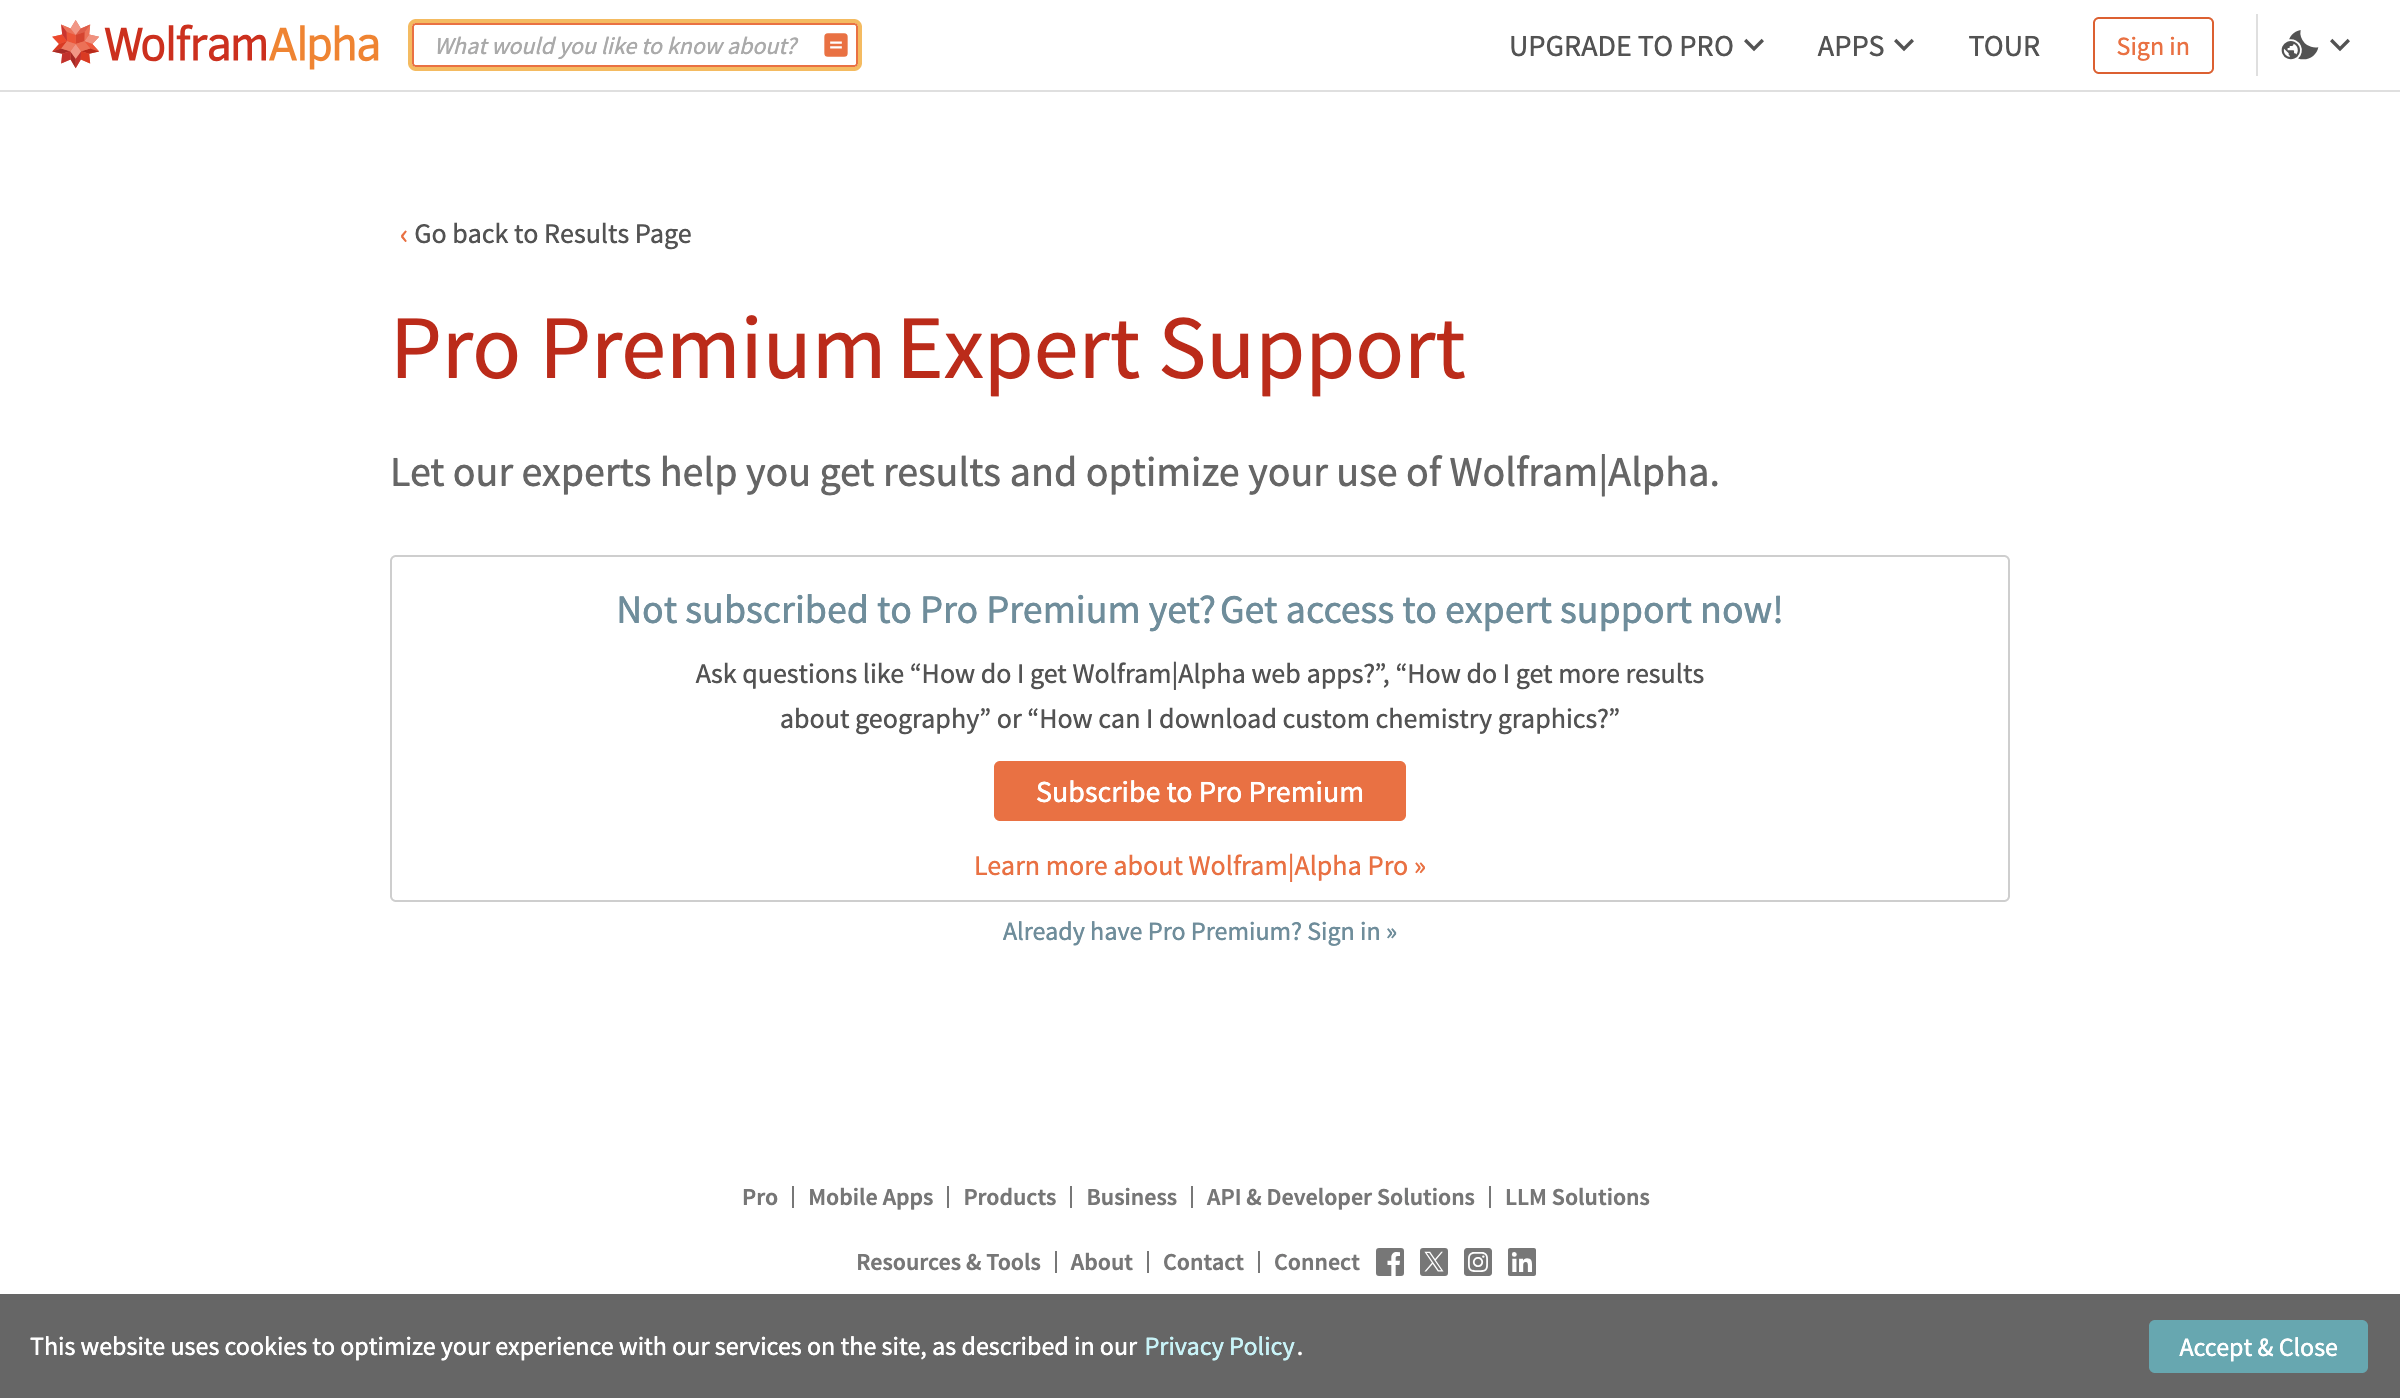 WolframAlpha
What would you like to know about?
UPGRADE TO PRO
APPS
TOUR
Sign in
‹ Go back to Results Page
Pro Premium Expert Support
Let our experts help you get results and optimize your use of Wolfram|Alpha.
Not subscribed to Pro Premium yet? Get access to expert support now!
Ask questions like “How do I get Wolfram|Alpha web apps?”, “How do I get more results
about geography” or “How can I download custom chemistry graphics?”
Subscribe to Pro Premium
Learn more about Wolfram|Alpha Pro »
Already have Pro Premium? Sign in »
Pro | Mobile Apps | Products | Business | API & Developer Solutions | LLM Solutions
Resources & Tools | About | Contact | Connect
This website uses cookies to optimize your experience with our services on the site, as described in our Privacy Policy.
Accept & Close